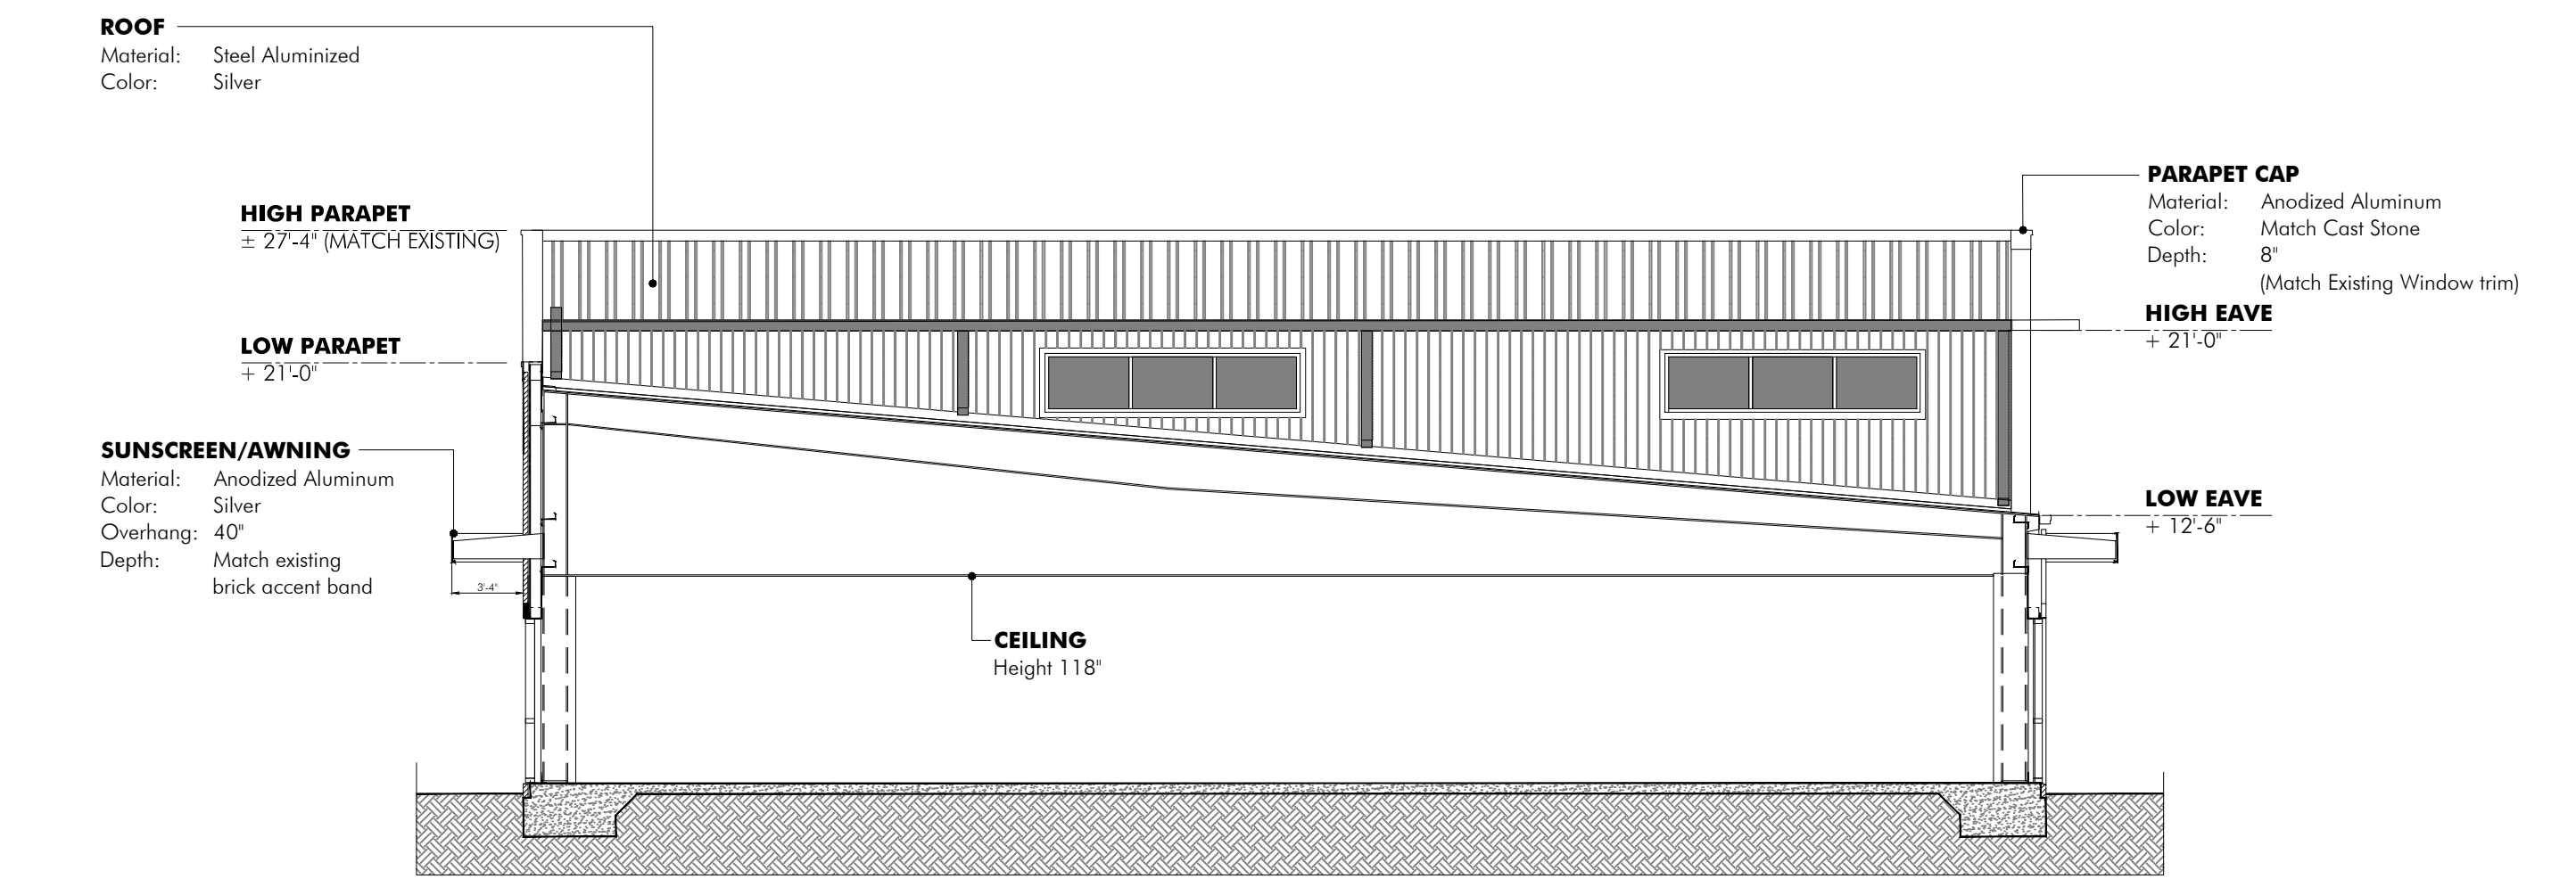 ROOF
Material: Steel Aluminized
Color: Silver
HIGH PARAPET
± 27'-4" (MATCH EXISTING)
LOW PARAPET
+ 21'-0"
SUNSCREEN/AWNING
Material: Anodized Aluminum
Color: Silver
Overhang: 40"
Depth: Match existing
brick accent band
3'-4"
CEILING
Height 118"
PARAPET CAP
Material: Anodized Aluminum
Color: Match Cast Stone
Depth: 8"
(Match Existing Window trim)
HIGH EAVE
+ 21'-0"
LOW EAVE
+ 12'-6"